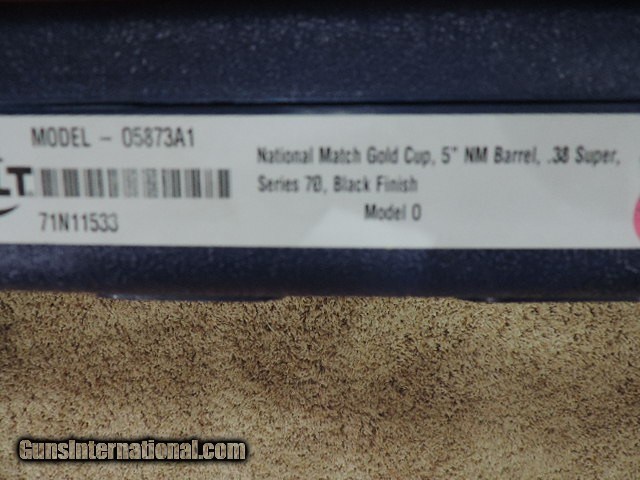 MODEL - O5873A1
National Match Gold Cup, 5" NM Barrel, .38 Super,
LT
Series 70, Black Finish
71N11533
Model O
GunsInternational.com